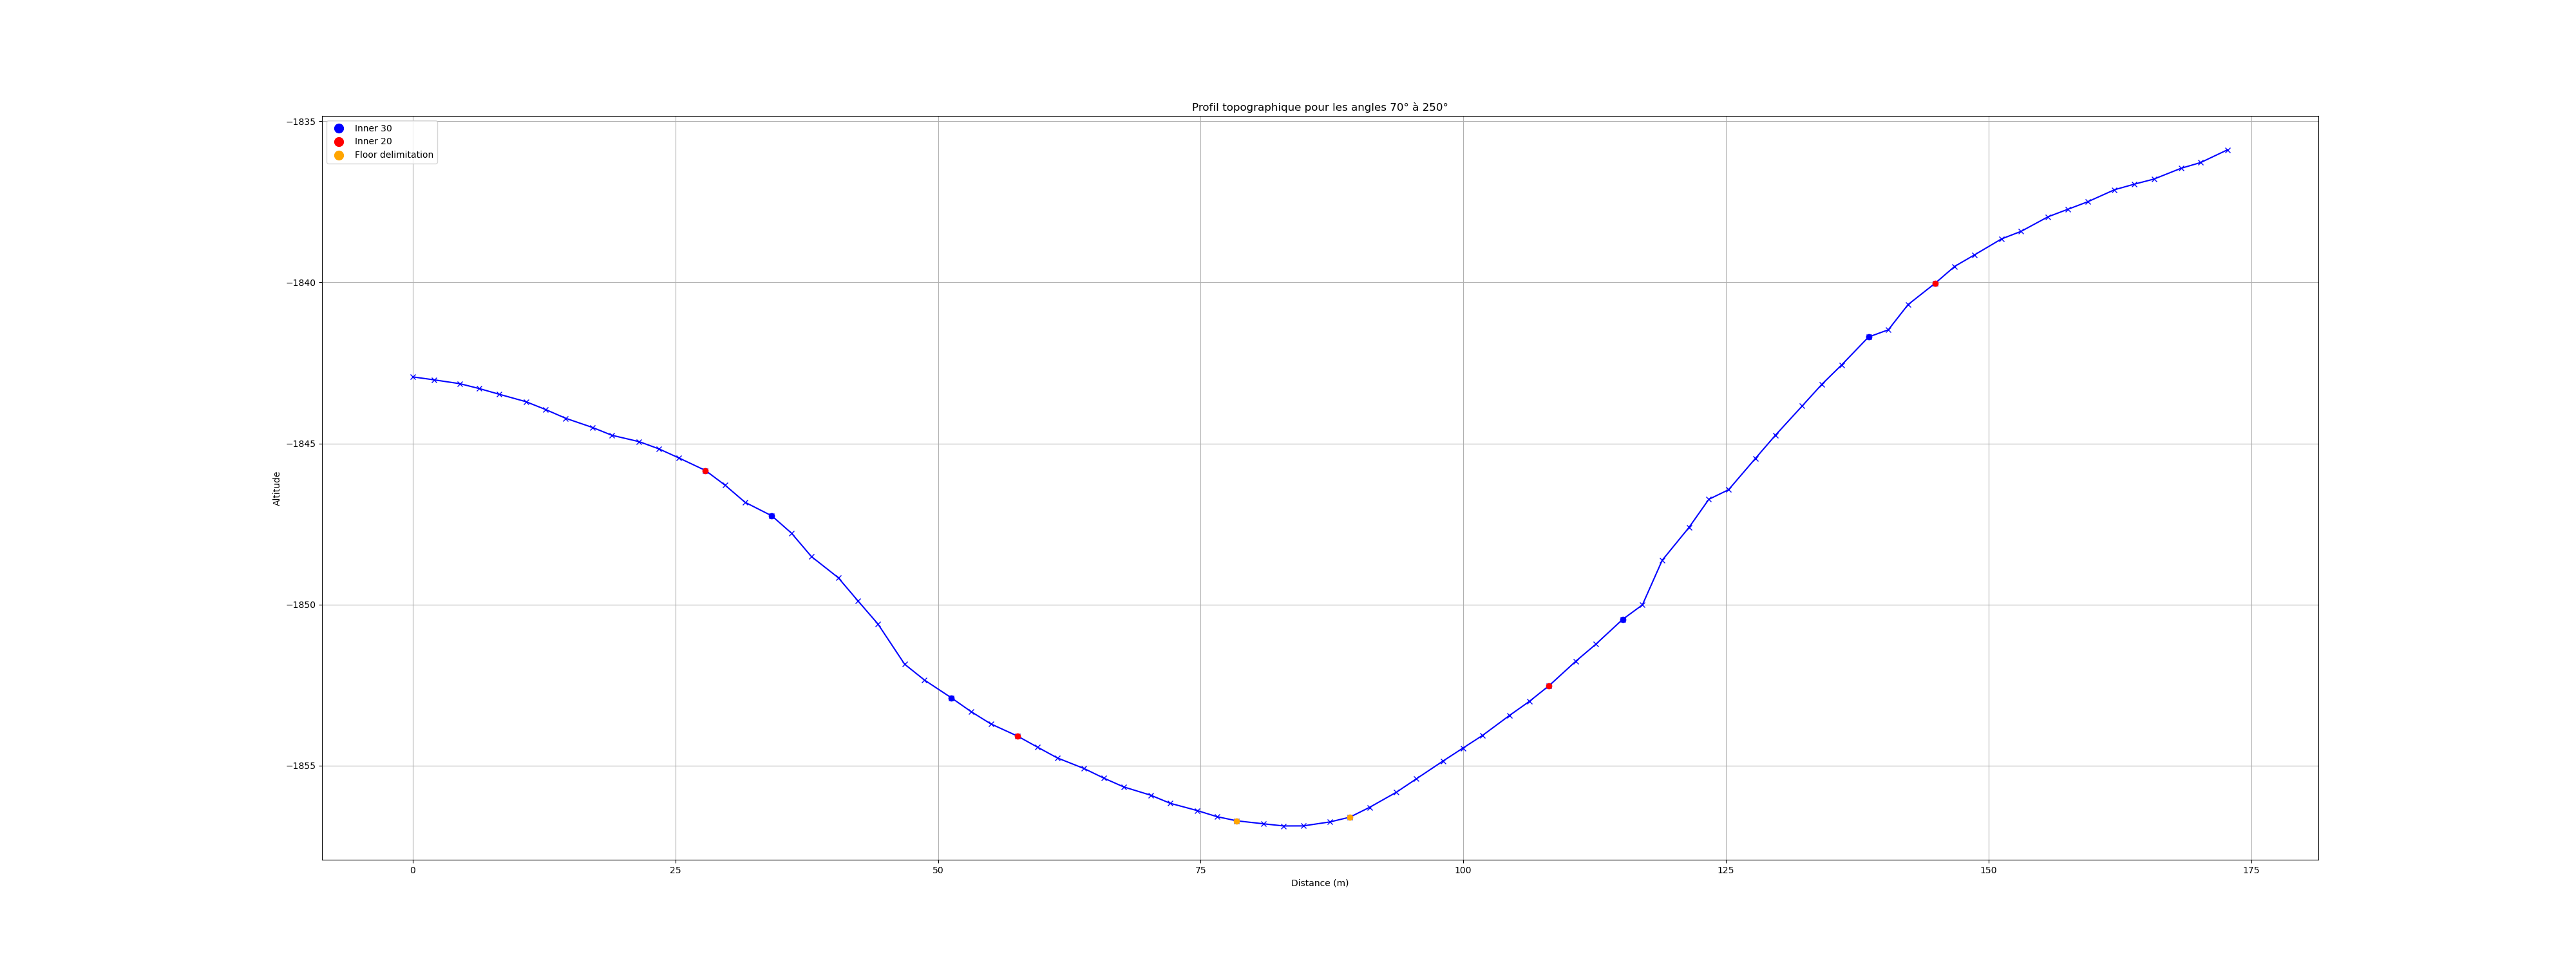 Profil topographique pour les angles 70° à 250°
Inner 30
Inner 20
Floor delimitation
Altitude
−1835
−1840
−1845
−1850
−1855
0 25 50 75 100 125 150 175
Distance (m)